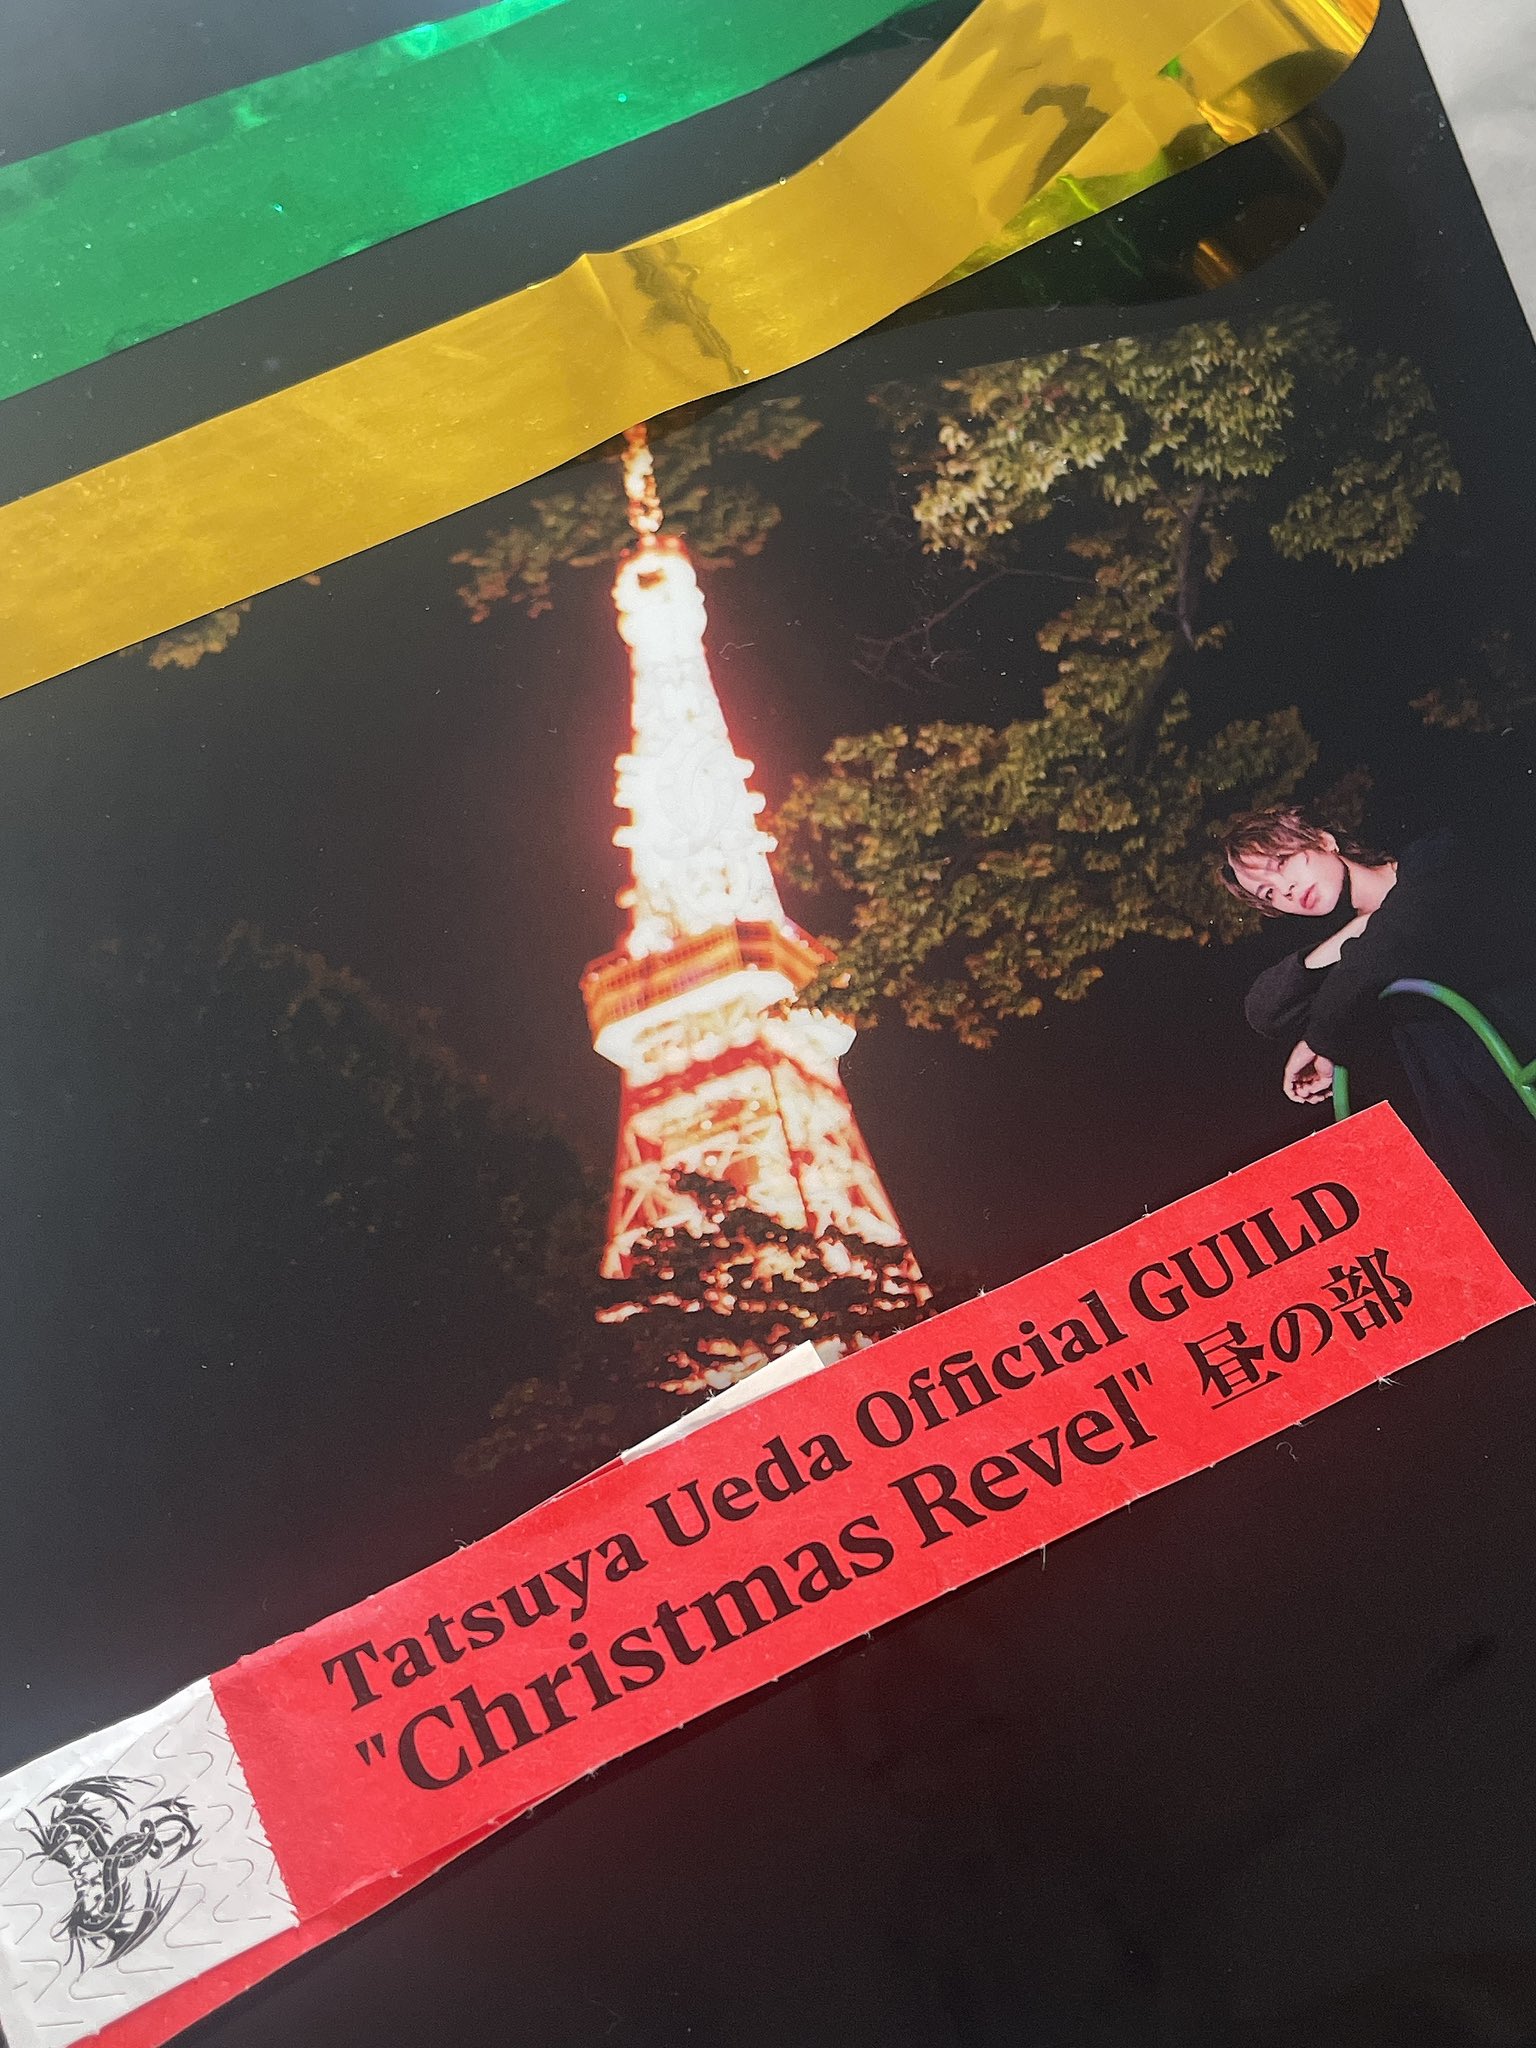 Tatsuya Ueda Official GUILD
"Christmas Revel" 昼の部